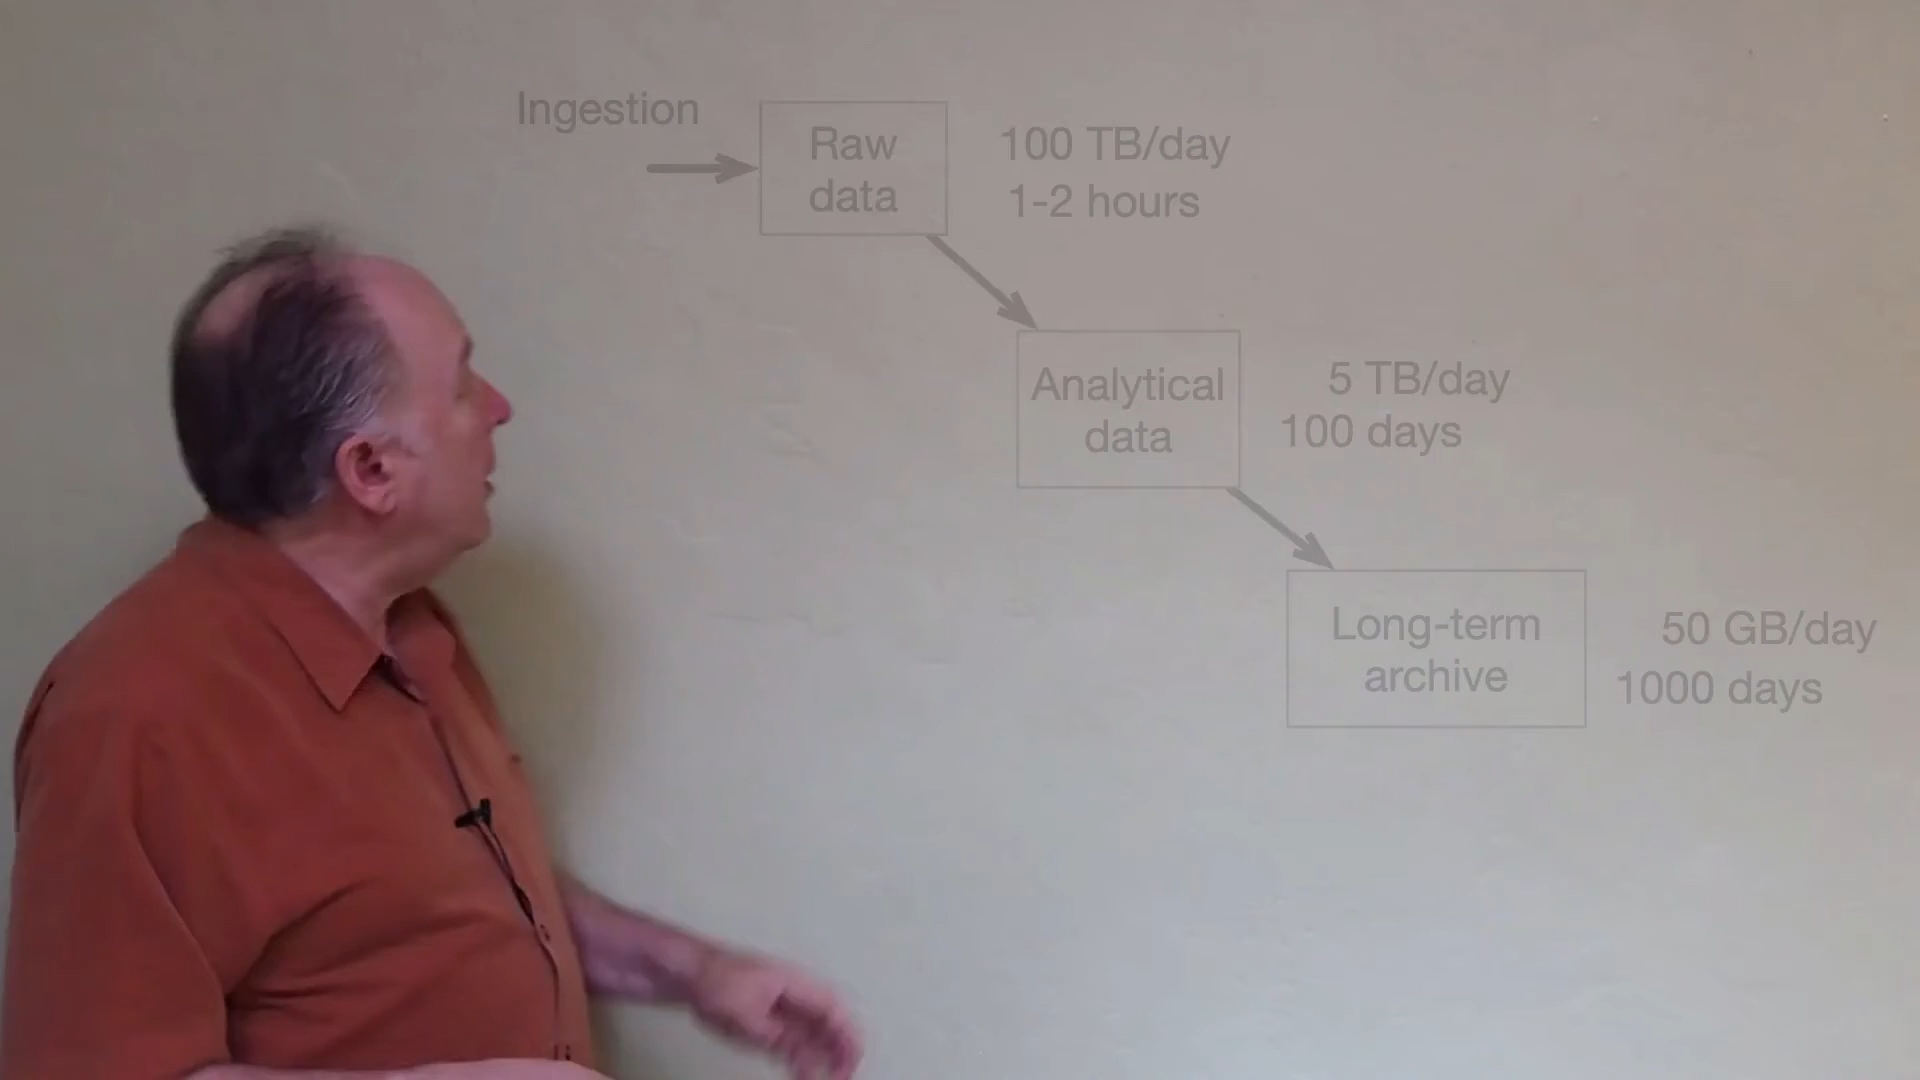 Ingestion
Raw
data
100 TB/day
1-2 hours
Analytical
data
5 TB/day
100 days
Long-term
archive
50 GB/day
1000 days